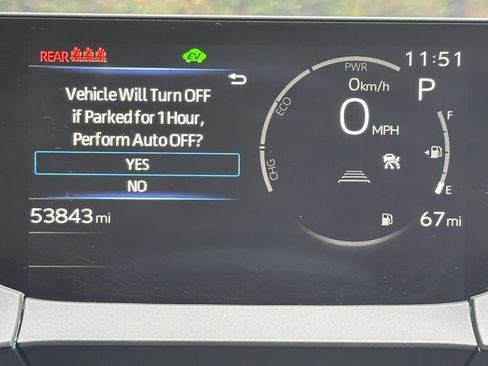 REAR
EV
11:51
PWR
Vehicle Will Turn OFF
if Parked for 1 Hour,
Perform Auto OFF?
YES
NO
0 km/h
P
ECO
0 MPH
F
CHG
E
53843 mi
67 mi